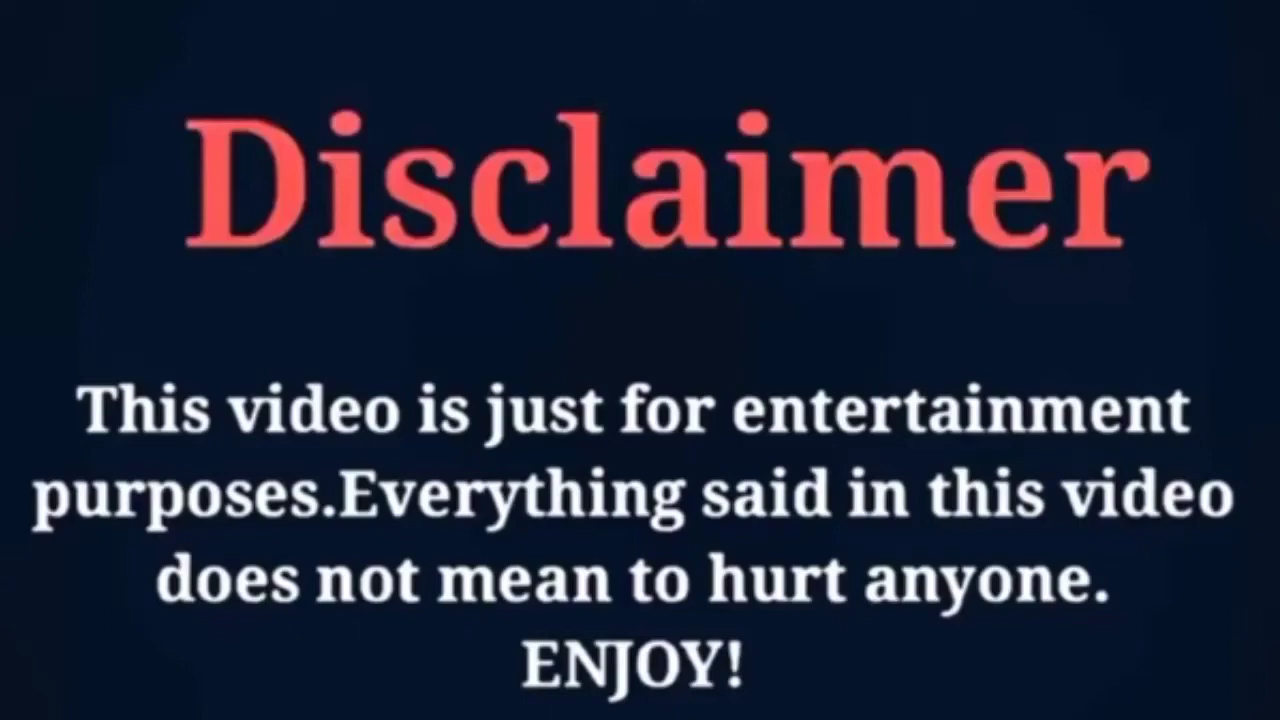 Disclaimer
This video is just for entertainment
purposes.Everything said in this video
does not mean to hurt anyone.
ENJOY!